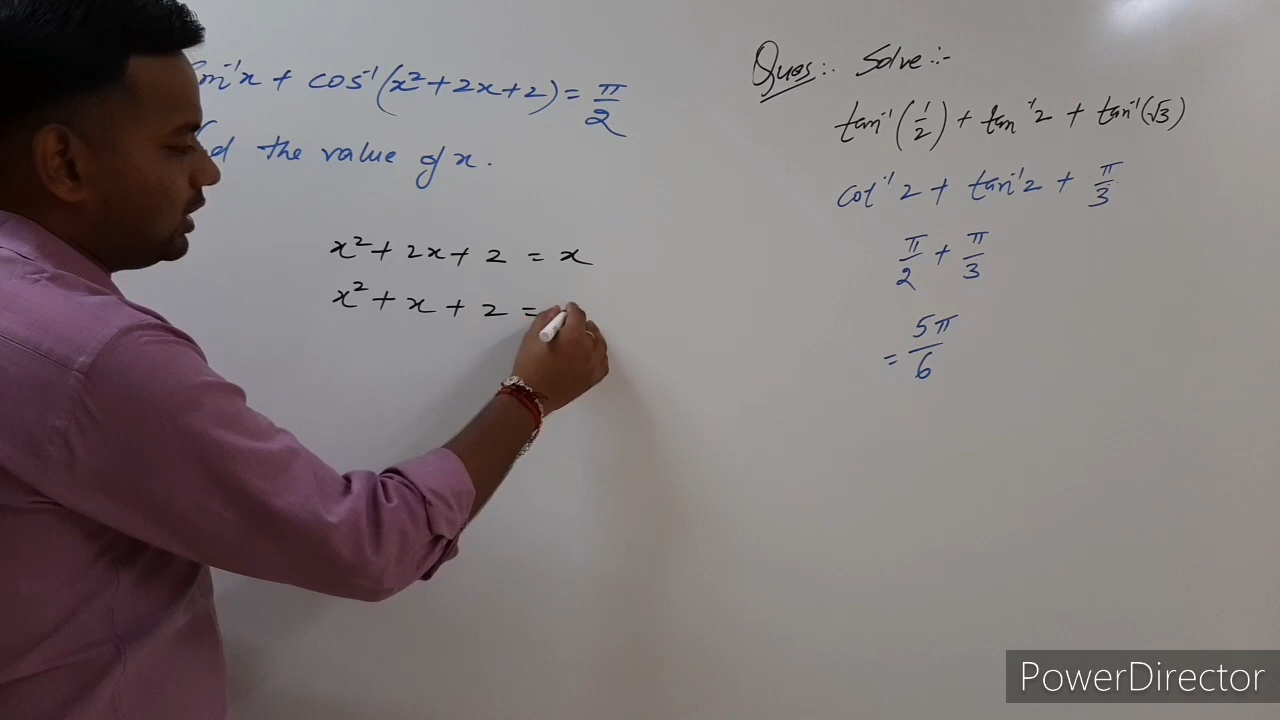 x + cos⁻¹(x² + 2x + 2) = π/2
the value of x.
x² + 2x + 2 = x
x² + x + 2 =
Ques:. Solve:-
tan⁻¹(1/2) + tan⁻¹2 + tan⁻¹(√3)
cot⁻¹2 + tan⁻¹2 + π/3
π/2 + π/3
= 5π/6
PowerDirector